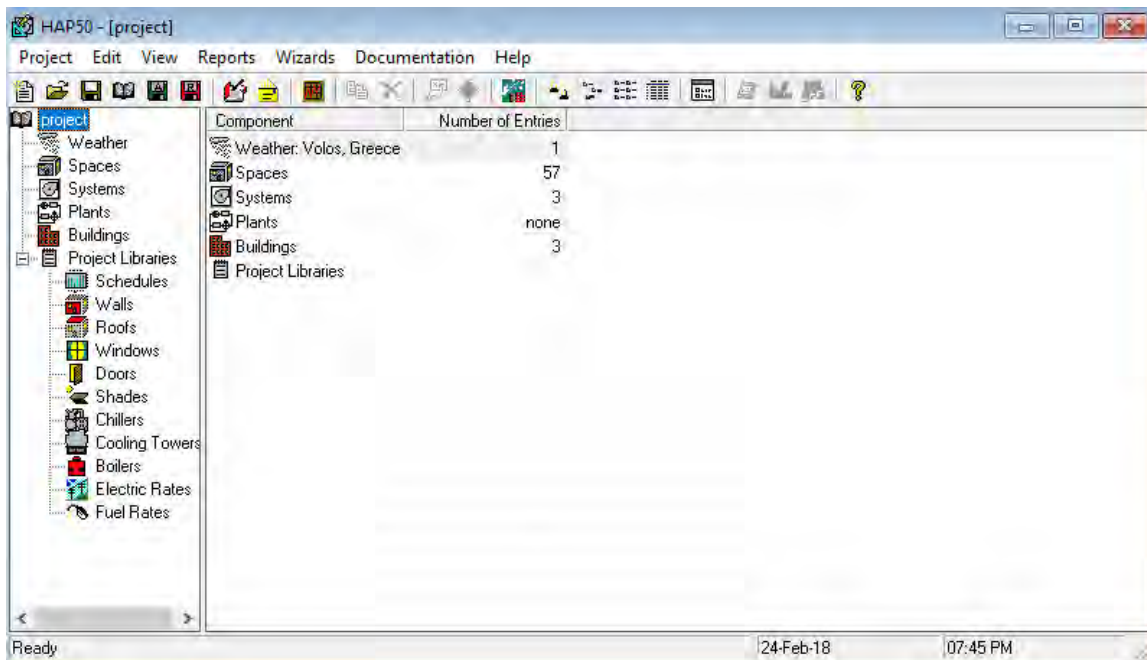 HAP50 - [project]
Project Edit View Reports Wizards Documentation Help
project
Weather
Spaces
Systems
Plants
Buildings
Project Libraries
Schedules
Walls
Roofs
Windows
Doors
Shades
Chillers
Cooling Towers
Boilers
Electric Rates
Fuel Rates
Component Number of Entries
Weather: Volos, Greece 1
Spaces 57
Systems 3
Plants none
Buildings 3
Project Libraries
Ready 24-Feb-18 07:45 PM